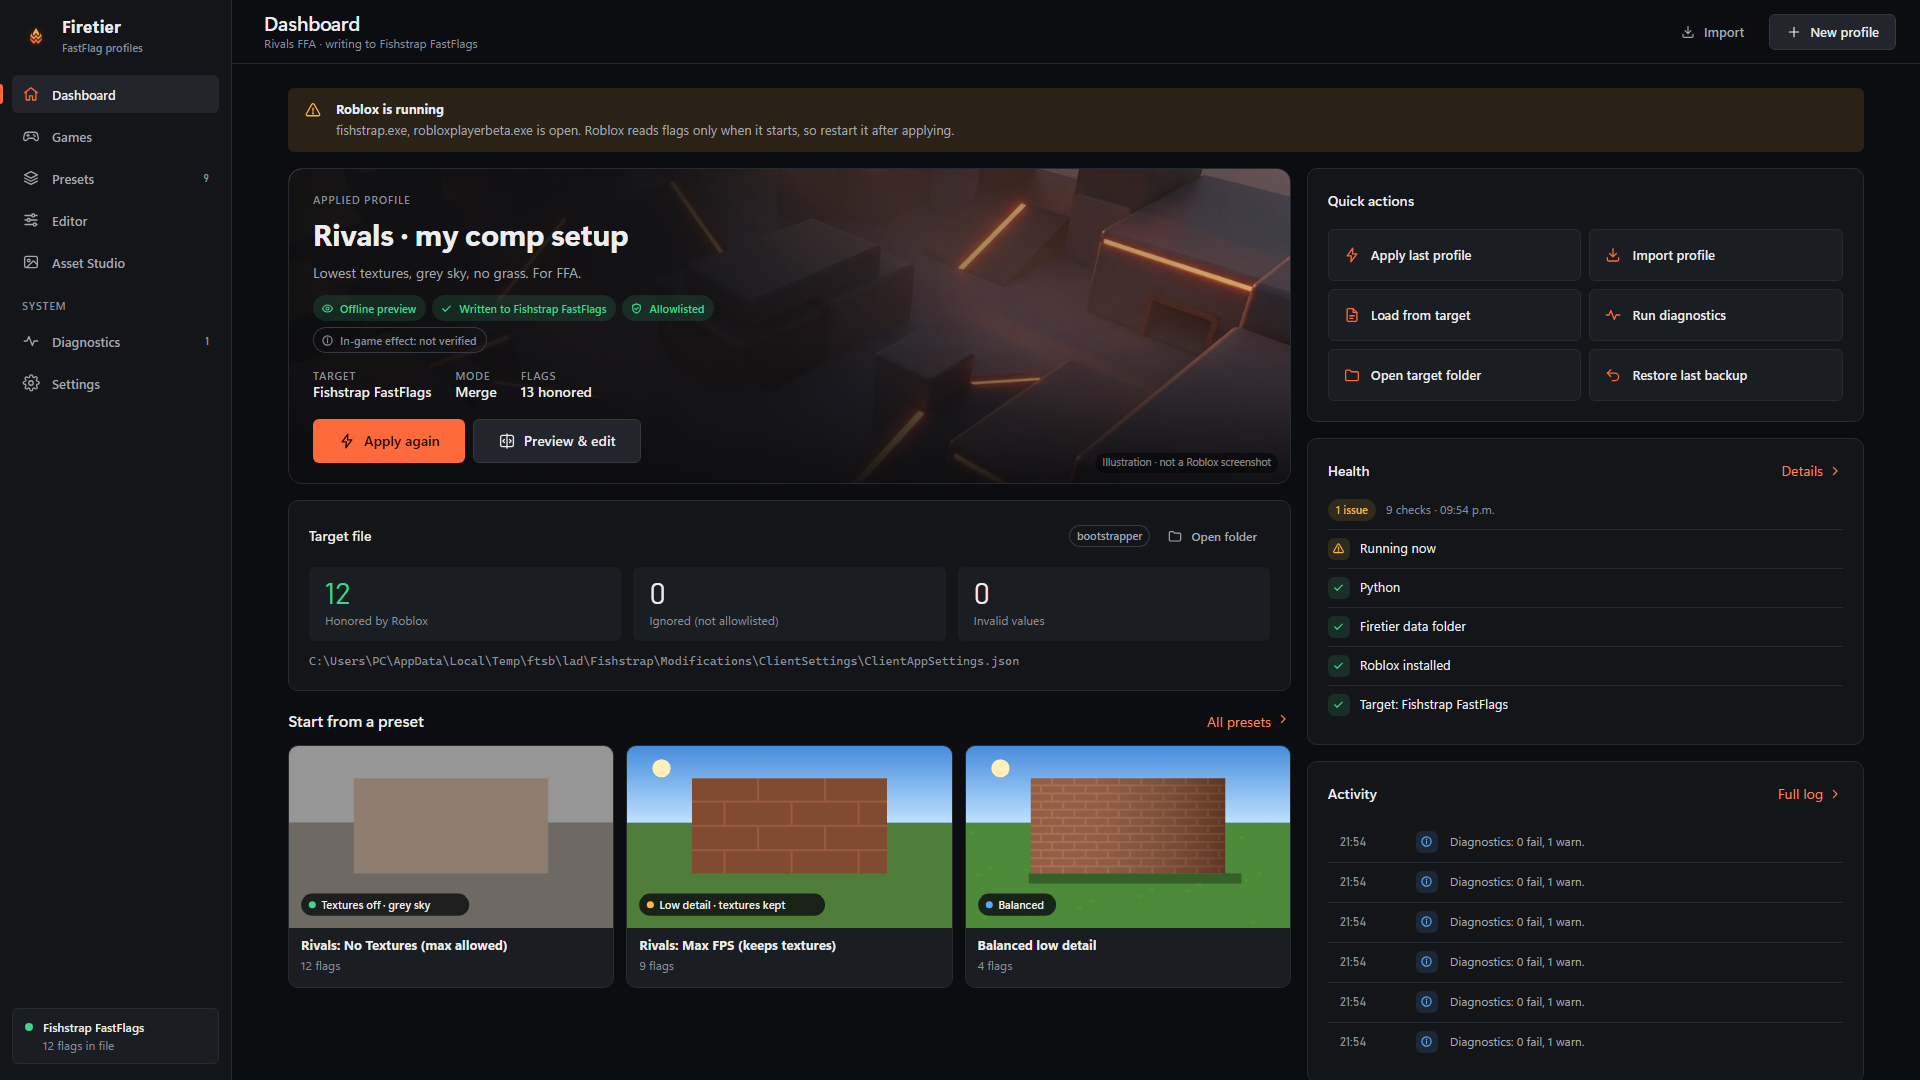 Firetier
FastFlag profiles
Dashboard
Games
Presets 9
Editor
Asset Studio
SYSTEM
Diagnostics 1
Settings
Fishstrap FastFlags
12 flags in file
Dashboard
Rivals FFA · writing to Fishstrap FastFlags
Import
New profile
Roblox is running
fishstrap.exe, robloxplayerbeta.exe is open. Roblox reads flags only when it starts, so restart it after applying.
APPLIED PROFILE
Rivals · my comp setup
Lowest textures, grey sky, no grass. For FFA.
Offline preview
Written to Fishstrap FastFlags
Allowlisted
In-game effect: not verified
TARGET MODE FLAGS
Fishstrap FastFlags Merge 13 honored
Apply again
Preview & edit
Illustration · not a Roblox screenshot
Target file
bootstrapper
Open folder
12
Honored by Roblox
0
Ignored (not allowlisted)
0
Invalid values
C:\Users\PC\AppData\Local\Temp\ftsb\lad\Fishstrap\Modifications\ClientSettings\ClientAppSettings.json
Start from a preset
All presets
Textures off · grey sky
Rivals: No Textures (max allowed)
12 flags
Low detail · textures kept
Rivals: Max FPS (keeps textures)
9 flags
Balanced
Balanced low detail
4 flags
Quick actions
Apply last profile
Import profile
Load from target
Run diagnostics
Open target folder
Restore last backup
Health
Details
1 issue
9 checks · 09:54 p.m.
Running now
Python
Firetier data folder
Roblox installed
Target: Fishstrap FastFlags
Activity
Full log
21:54 Diagnostics: 0 fail, 1 warn.
21:54 Diagnostics: 0 fail, 1 warn.
21:54 Diagnostics: 0 fail, 1 warn.
21:54 Diagnostics: 0 fail, 1 warn.
21:54 Diagnostics: 0 fail, 1 warn.
21:54 Diagnostics: 0 fail, 1 warn.